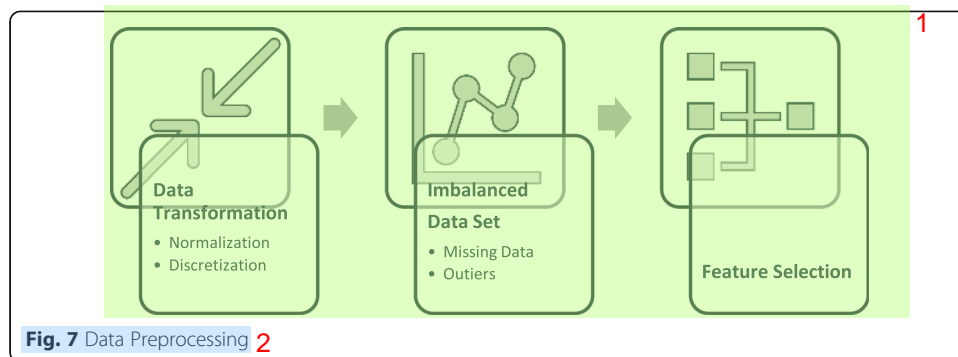 1
Data
Transformation
• Normalization
• Discretization
Imbalanced
Data Set
• Missing Data
• Outiers
Feature Selection
Fig. 7 Data Preprocessing
2